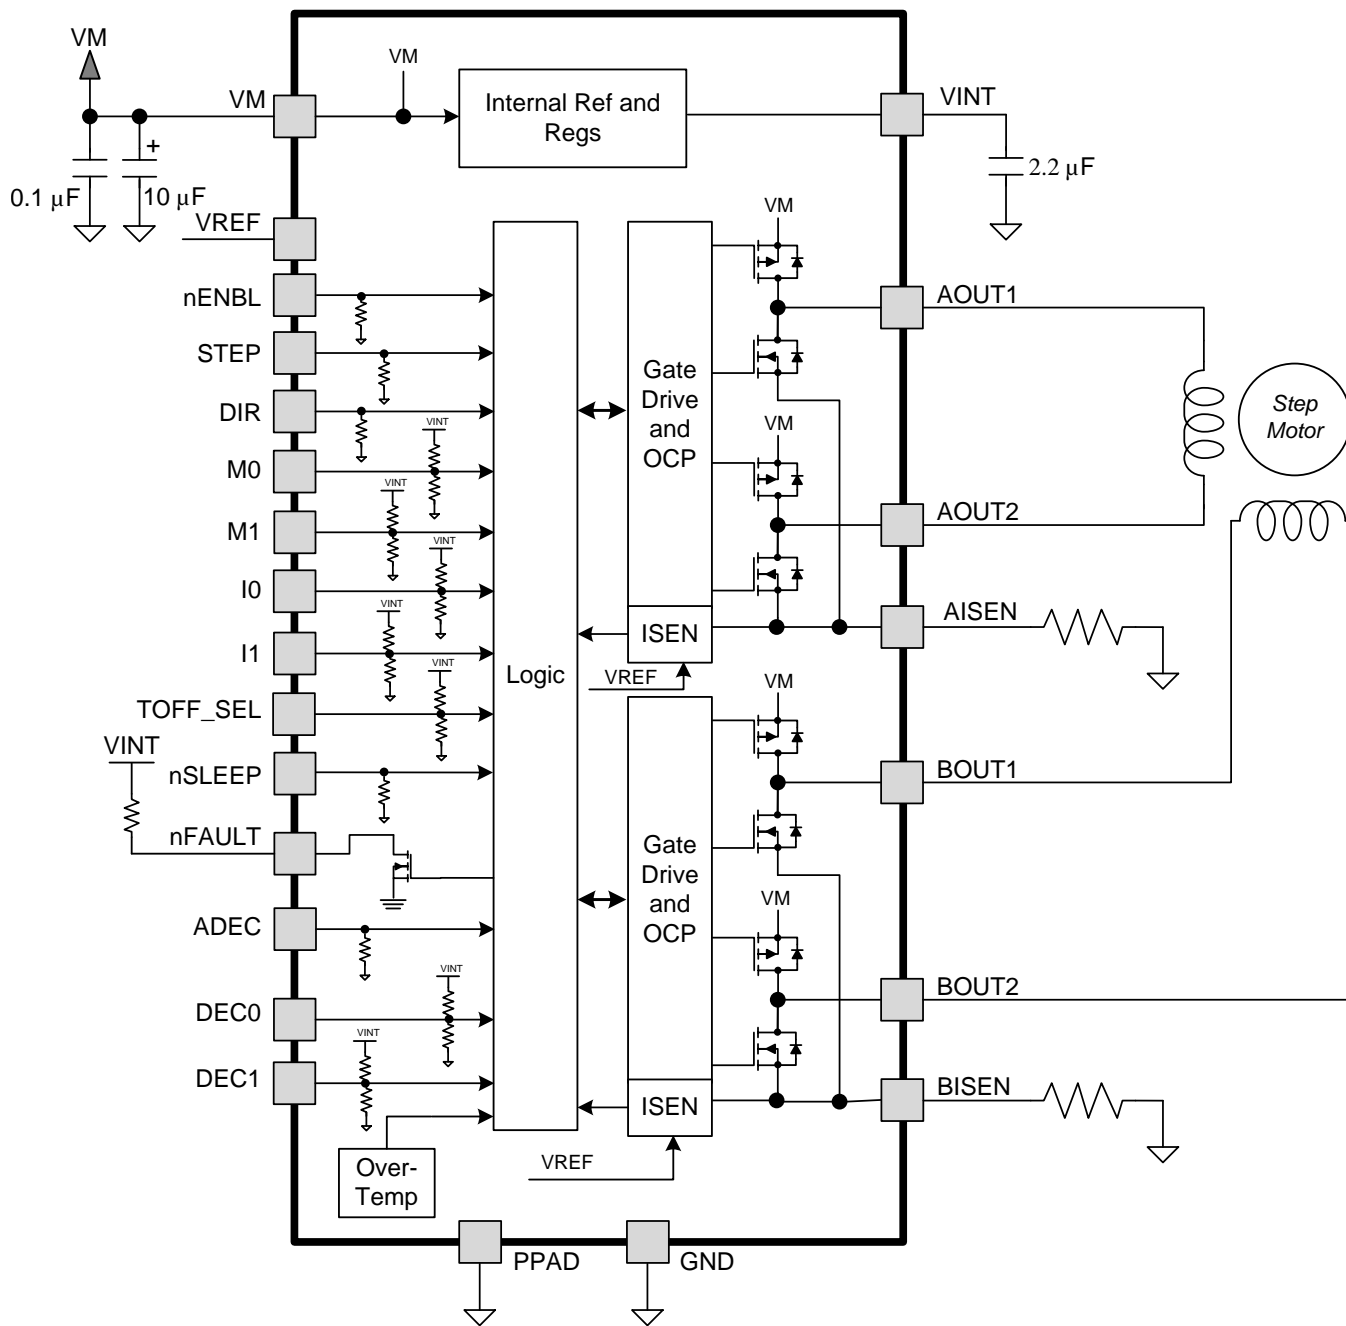 VM
VM
VM
Internal Ref and
Regs
VINT
0.1 µF
+
10 µF
2.2 µF
VREF
nENBL
STEP
DIR
M0
M1
I0
I1
TOFF_SEL
VINT
nSLEEP
nFAULT
ADEC
DEC0
DEC1
VINT
VINT
VINT
VINT
VINT
VINT
VINT
Over-
Temp
Logic
VM
Gate
Drive
and
OCP
VM
ISEN
VREF
VM
Gate
Drive
and
OCP
VM
ISEN
VREF
AOUT1
Step
Motor
AOUT2
AISEN
BOUT1
BOUT2
BISEN
PPAD
GND